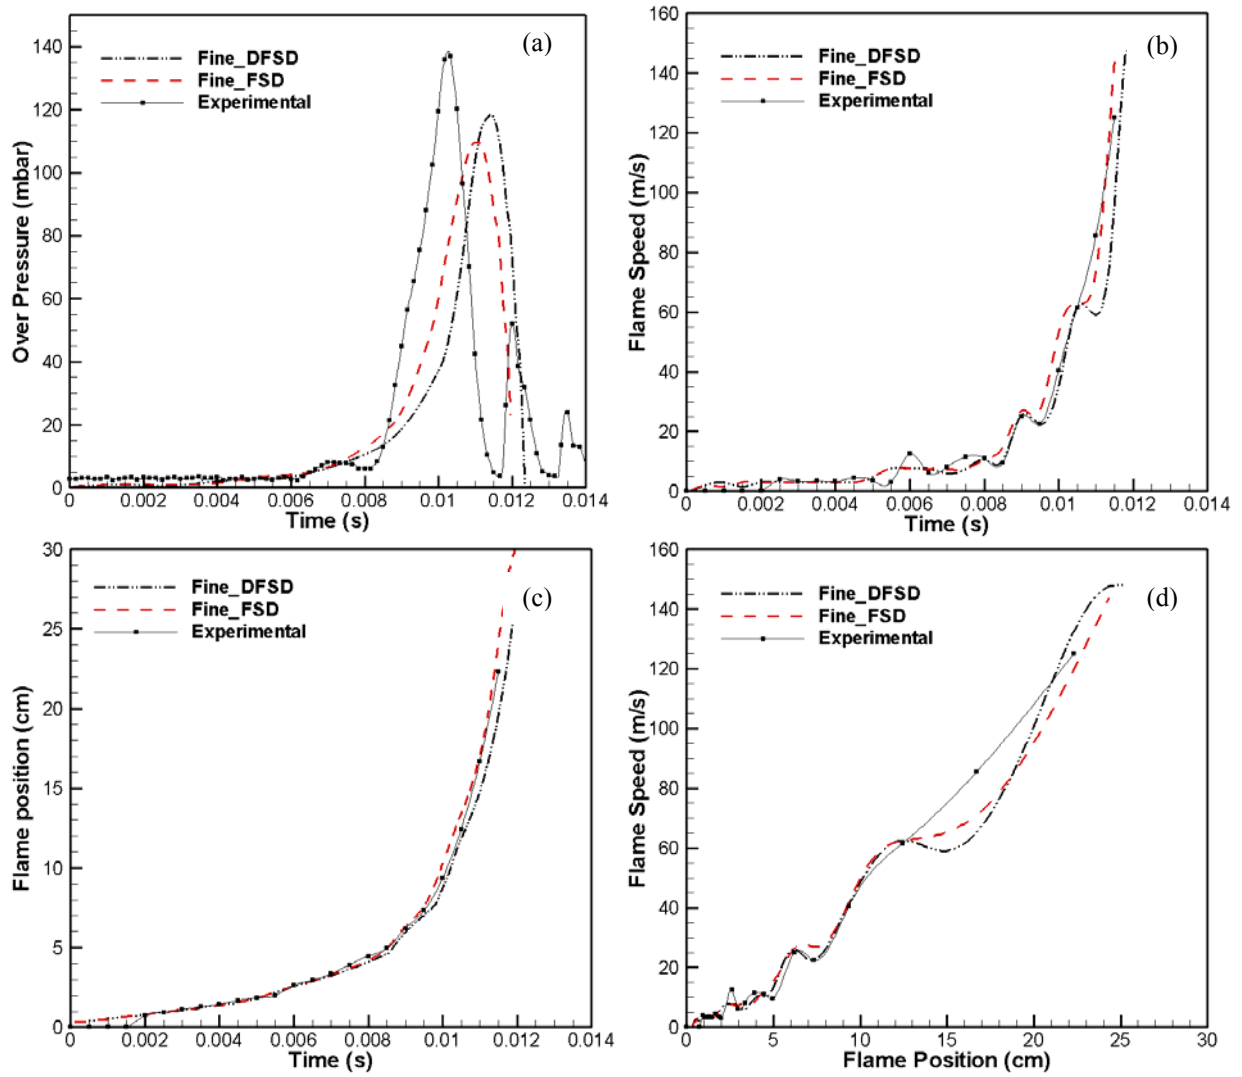 (a)
Fine_DFSD
Fine_FSD
Experimental
140
120
100
80
60
40
20
0
Over Pressure (mbar)
0 0.002 0.004 0.006 0.008 0.01 0.012 0.014
Time (s)
(b)
Fine_DFSD
Fine_FSD
Experimental
160
140
120
100
80
60
40
20
0
Flame Speed (m/s)
0 0.002 0.004 0.006 0.008 0.01 0.012 0.014
Time (s)
(c)
Fine_DFSD
Fine_FSD
Experimental
30
25
20
15
10
5
0
Flame position (cm)
0 0.002 0.004 0.006 0.008 0.01 0.012 0.014
Time (s)
(d)
Fine_DFSD
Fine_FSD
Experimental
160
140
120
100
80
60
40
20
0
Flame Speed (m/s)
0 5 10 15 20 25 30
Flame Position (cm)